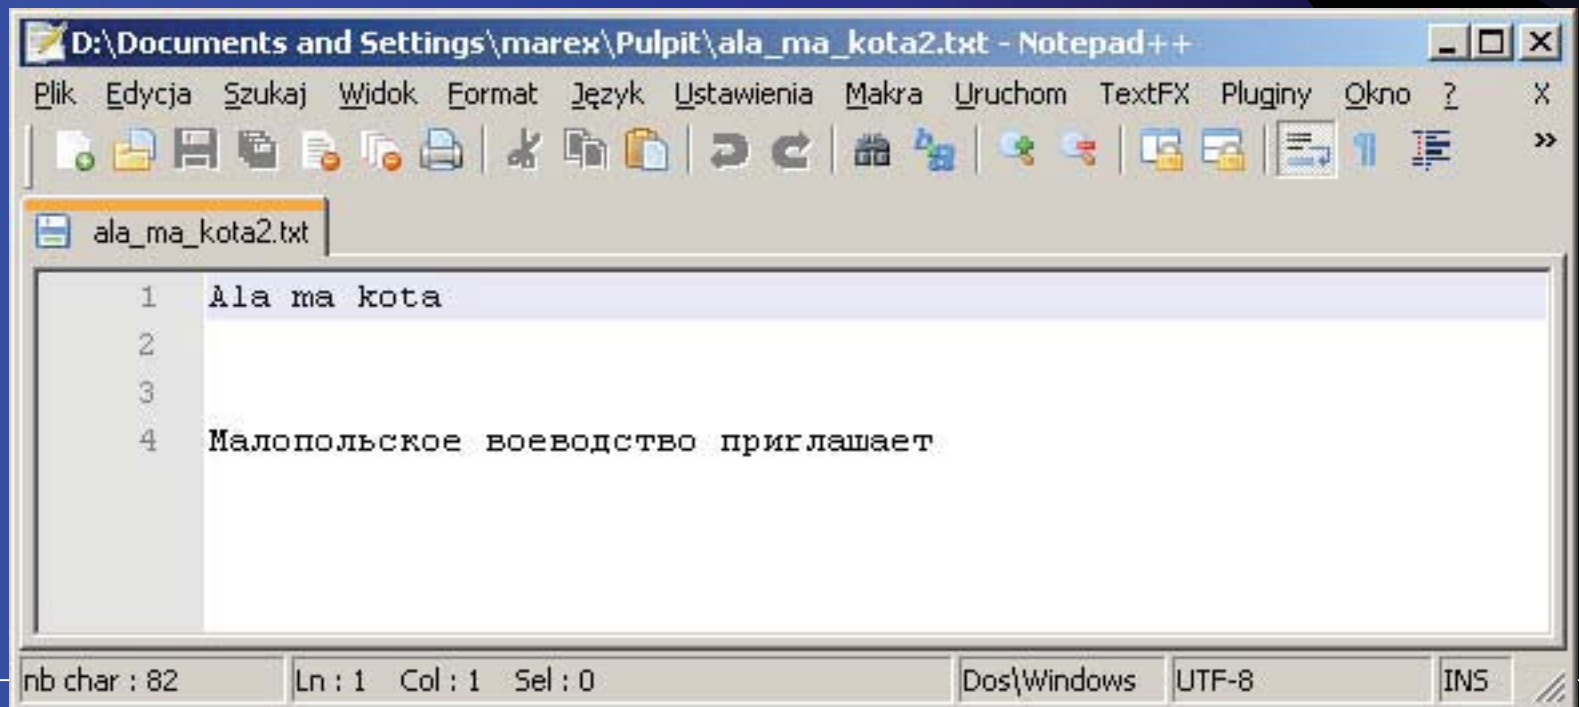 D:\Documents and Settings\marex\Pulpit\ala_ma_kota2.txt - Notepad++
Plik Edycja Szukaj Widok Format Język Ustawienia Makra Uruchom TextFX Pluginy Okno ? X
»
ala_ma_kota2.txt
1 Ala ma kota
2
3
4 Малопольское воеводство приглашает
nb char : 82 Ln : 1 Col : 1 Sel : 0 Dos\Windows UTF-8 INS